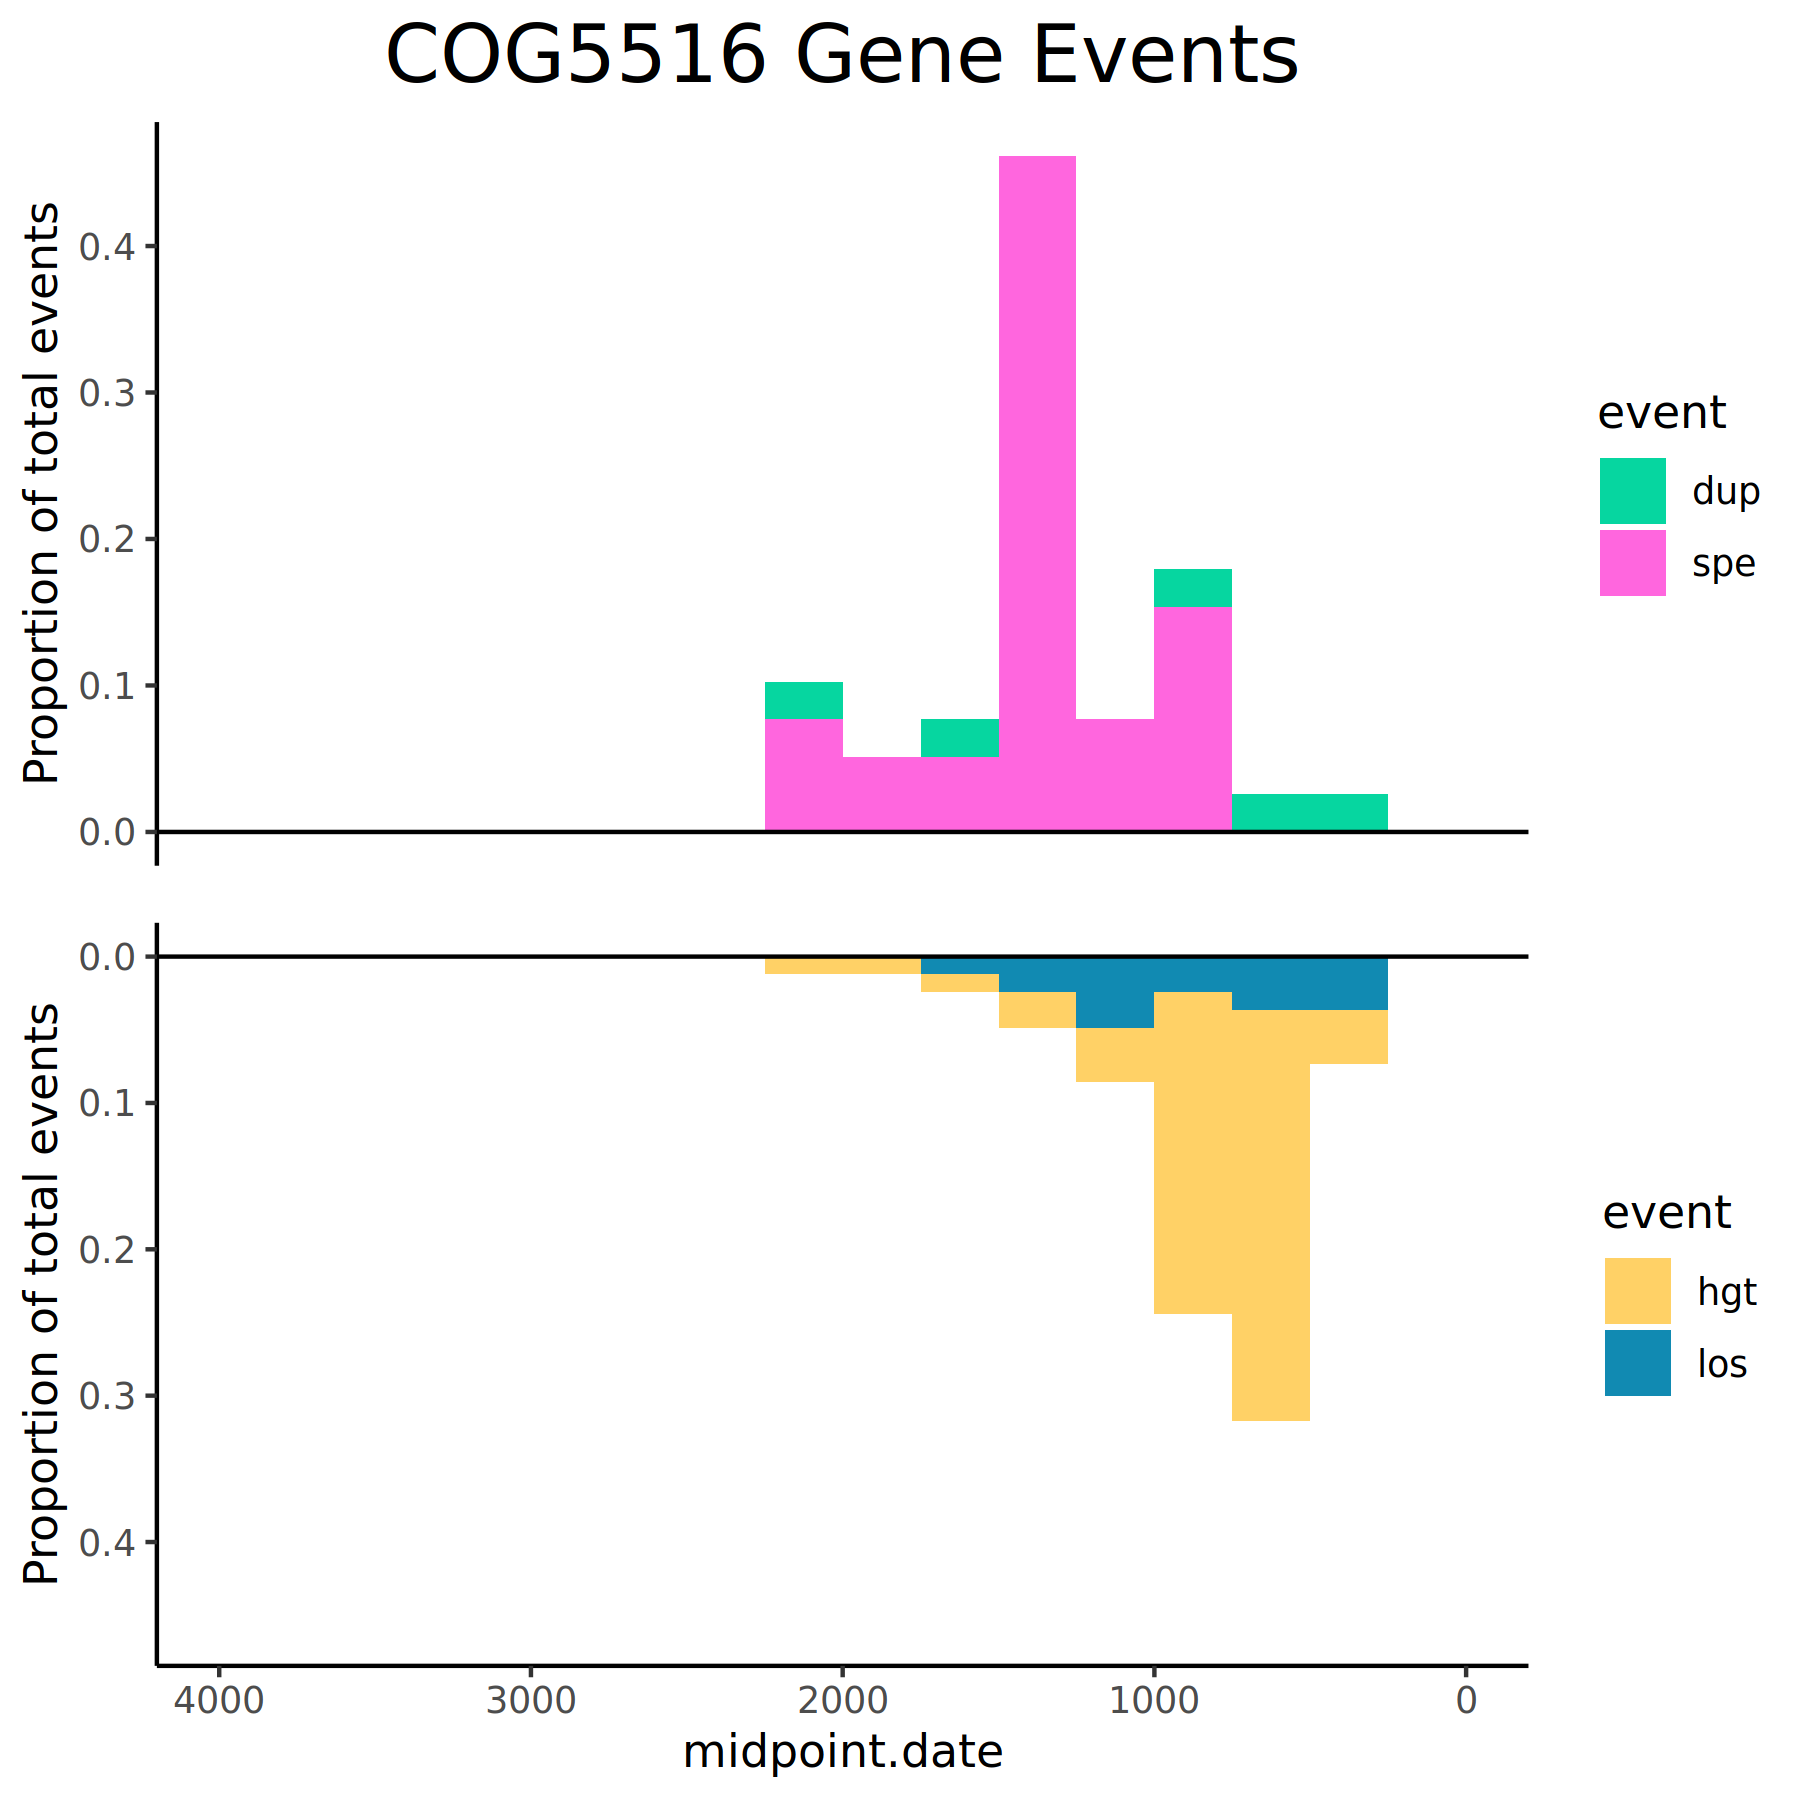 COG5516 Gene Events
Proportion of total events
0.4
0.3
0.2
0.1
0.0
event
dup
spe
Proportion of total events
0.0
0.1
0.2
0.3
0.4
event
hgt
los
4000 3000 2000 1000 0
midpoint.date